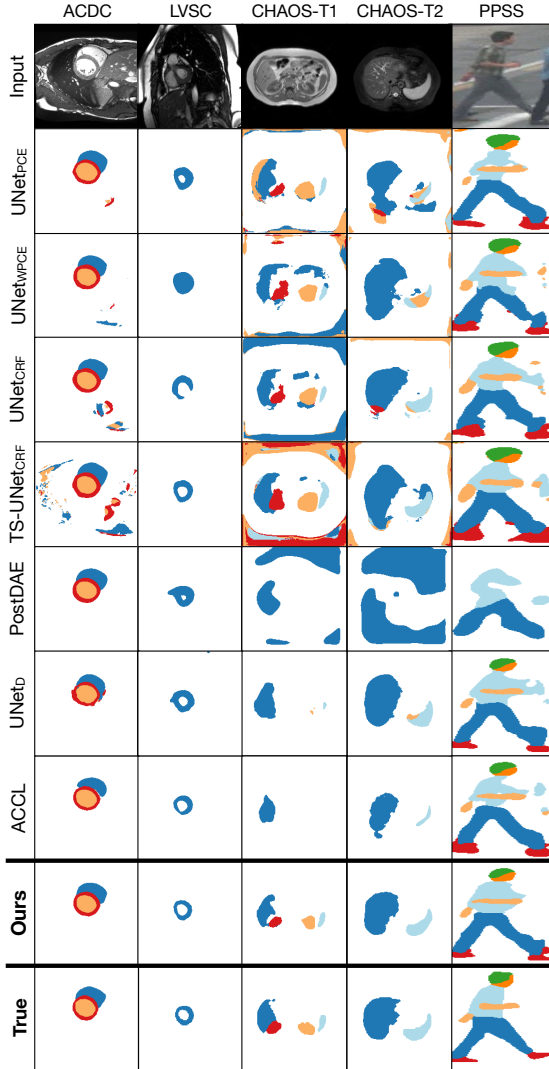 ACDC LVSC CHAOS-T1 CHAOS-T2 PPSS
Input
UNetPCE
UNetWPCE
UNetCRF
TS-UNetCRF
PostDAE
UNetD
ACCL
Ours
True